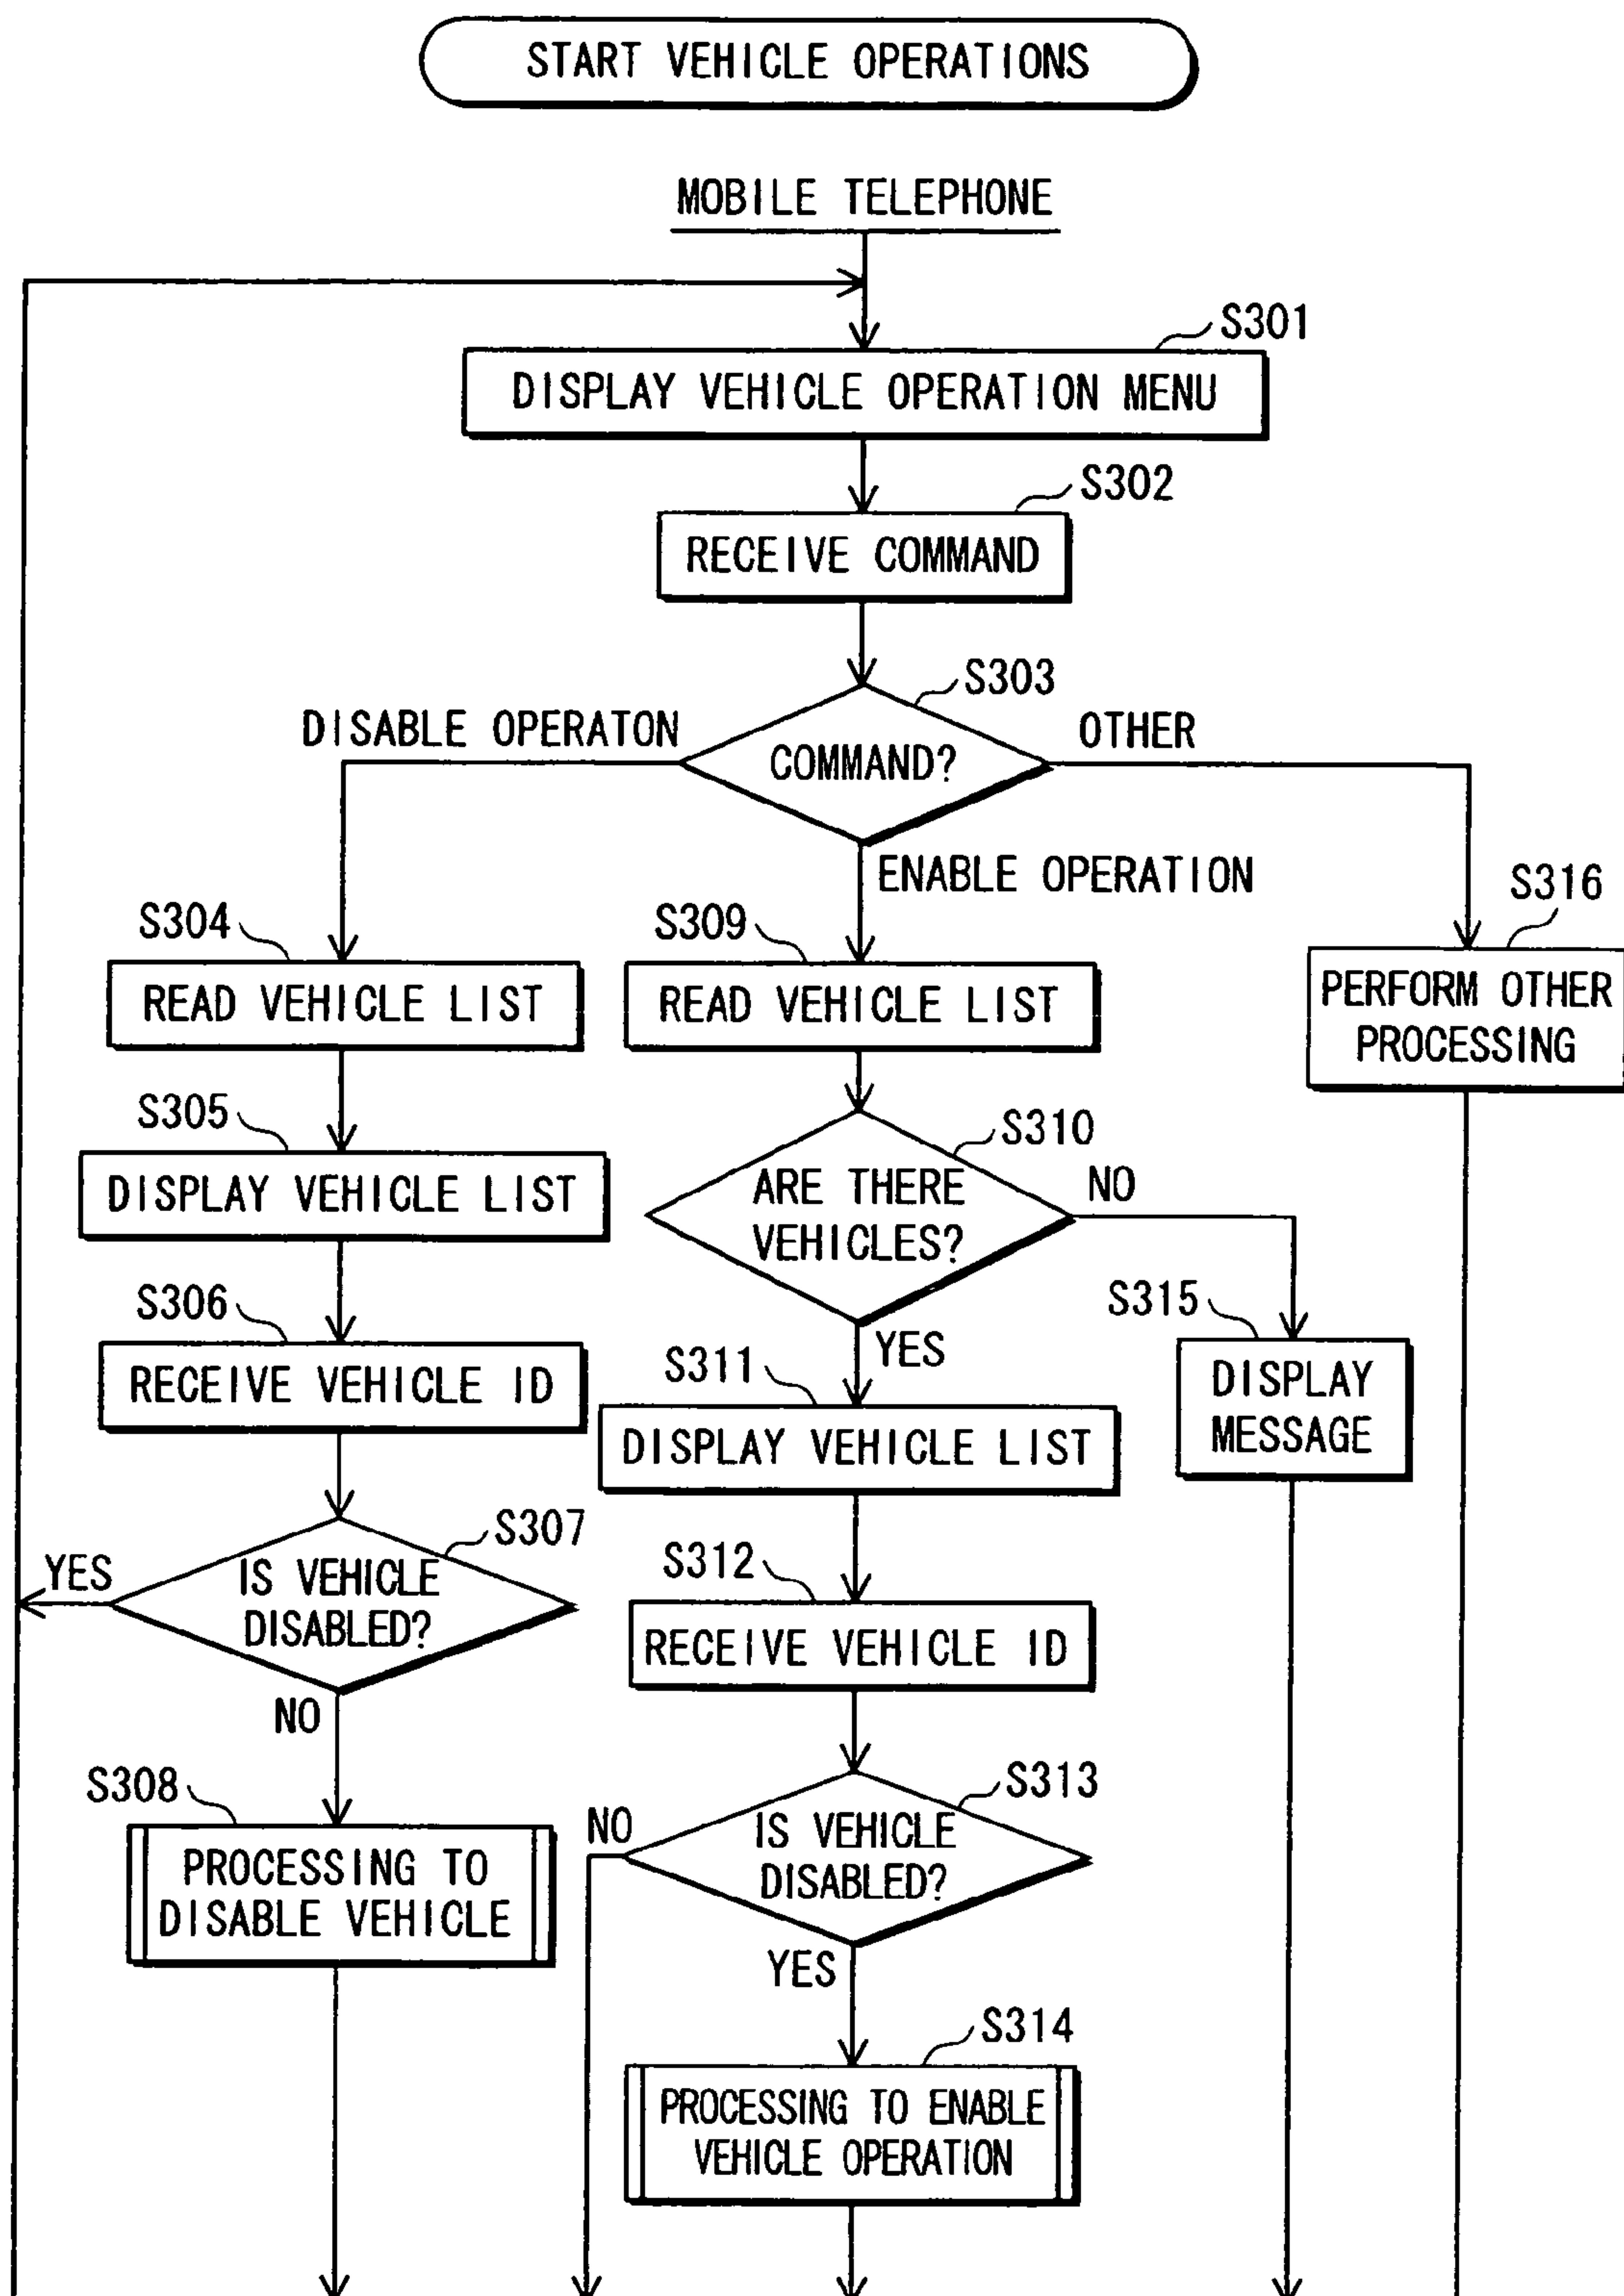 START VEHICLE OPERATIONS
MOBILE TELEPHONE
S301
DISPLAY VEHICLE OPERATION MENU
S302
RECEIVE COMMAND
S303
DISABLE OPERATON
COMMAND?
OTHER
ENABLE OPERATION
S304
READ VEHICLE LIST
S305
DISPLAY VEHICLE LIST
S306
RECEIVE VEHICLE ID
S307
YES
IS VEHICLE
DISABLED?
NO
S308
PROCESSING TO
DISABLE VEHICLE
S309
READ VEHICLE LIST
S310
ARE THERE
VEHICLES?
NO
YES
S311
DISPLAY VEHICLE LIST
S312
RECEIVE VEHICLE ID
S313
NO
IS VEHICLE
DISABLED?
YES
S314
PROCESSING TO ENABLE
VEHICLE OPERATION
S315
DISPLAY
MESSAGE
S316
PERFORM OTHER
PROCESSING